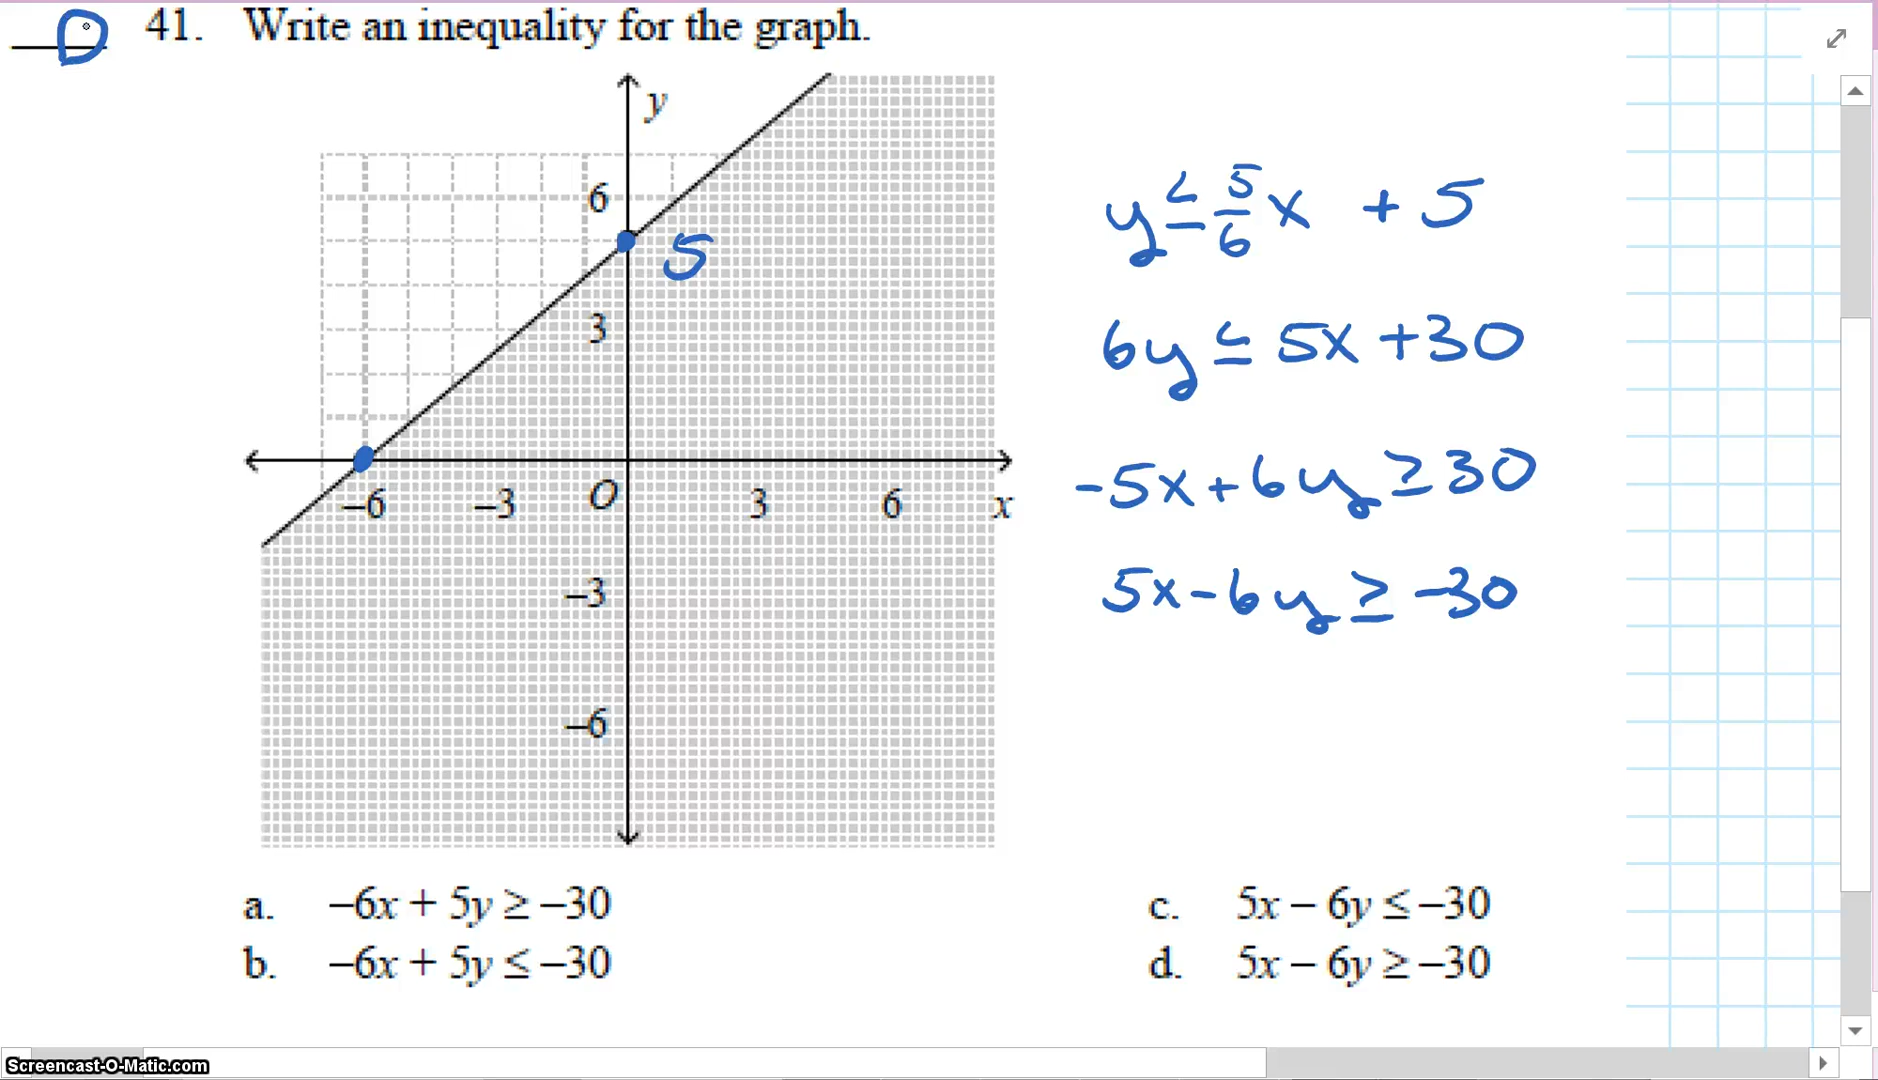 D 41. Write an inequality for the graph.
y
6
5
3
-6 -3 O 3 6 x
-3
-6
y ≤ 5/6 x + 5
6y ≤ 5x + 30
-5x + 6y ≥ 30
5x - 6y ≥ -30
a. –6x + 5y ≥ –30
b. –6x + 5y ≤ –30
c. 5x – 6y ≤ –30
d. 5x – 6y ≥ –30
Screencast-O-Matic.com